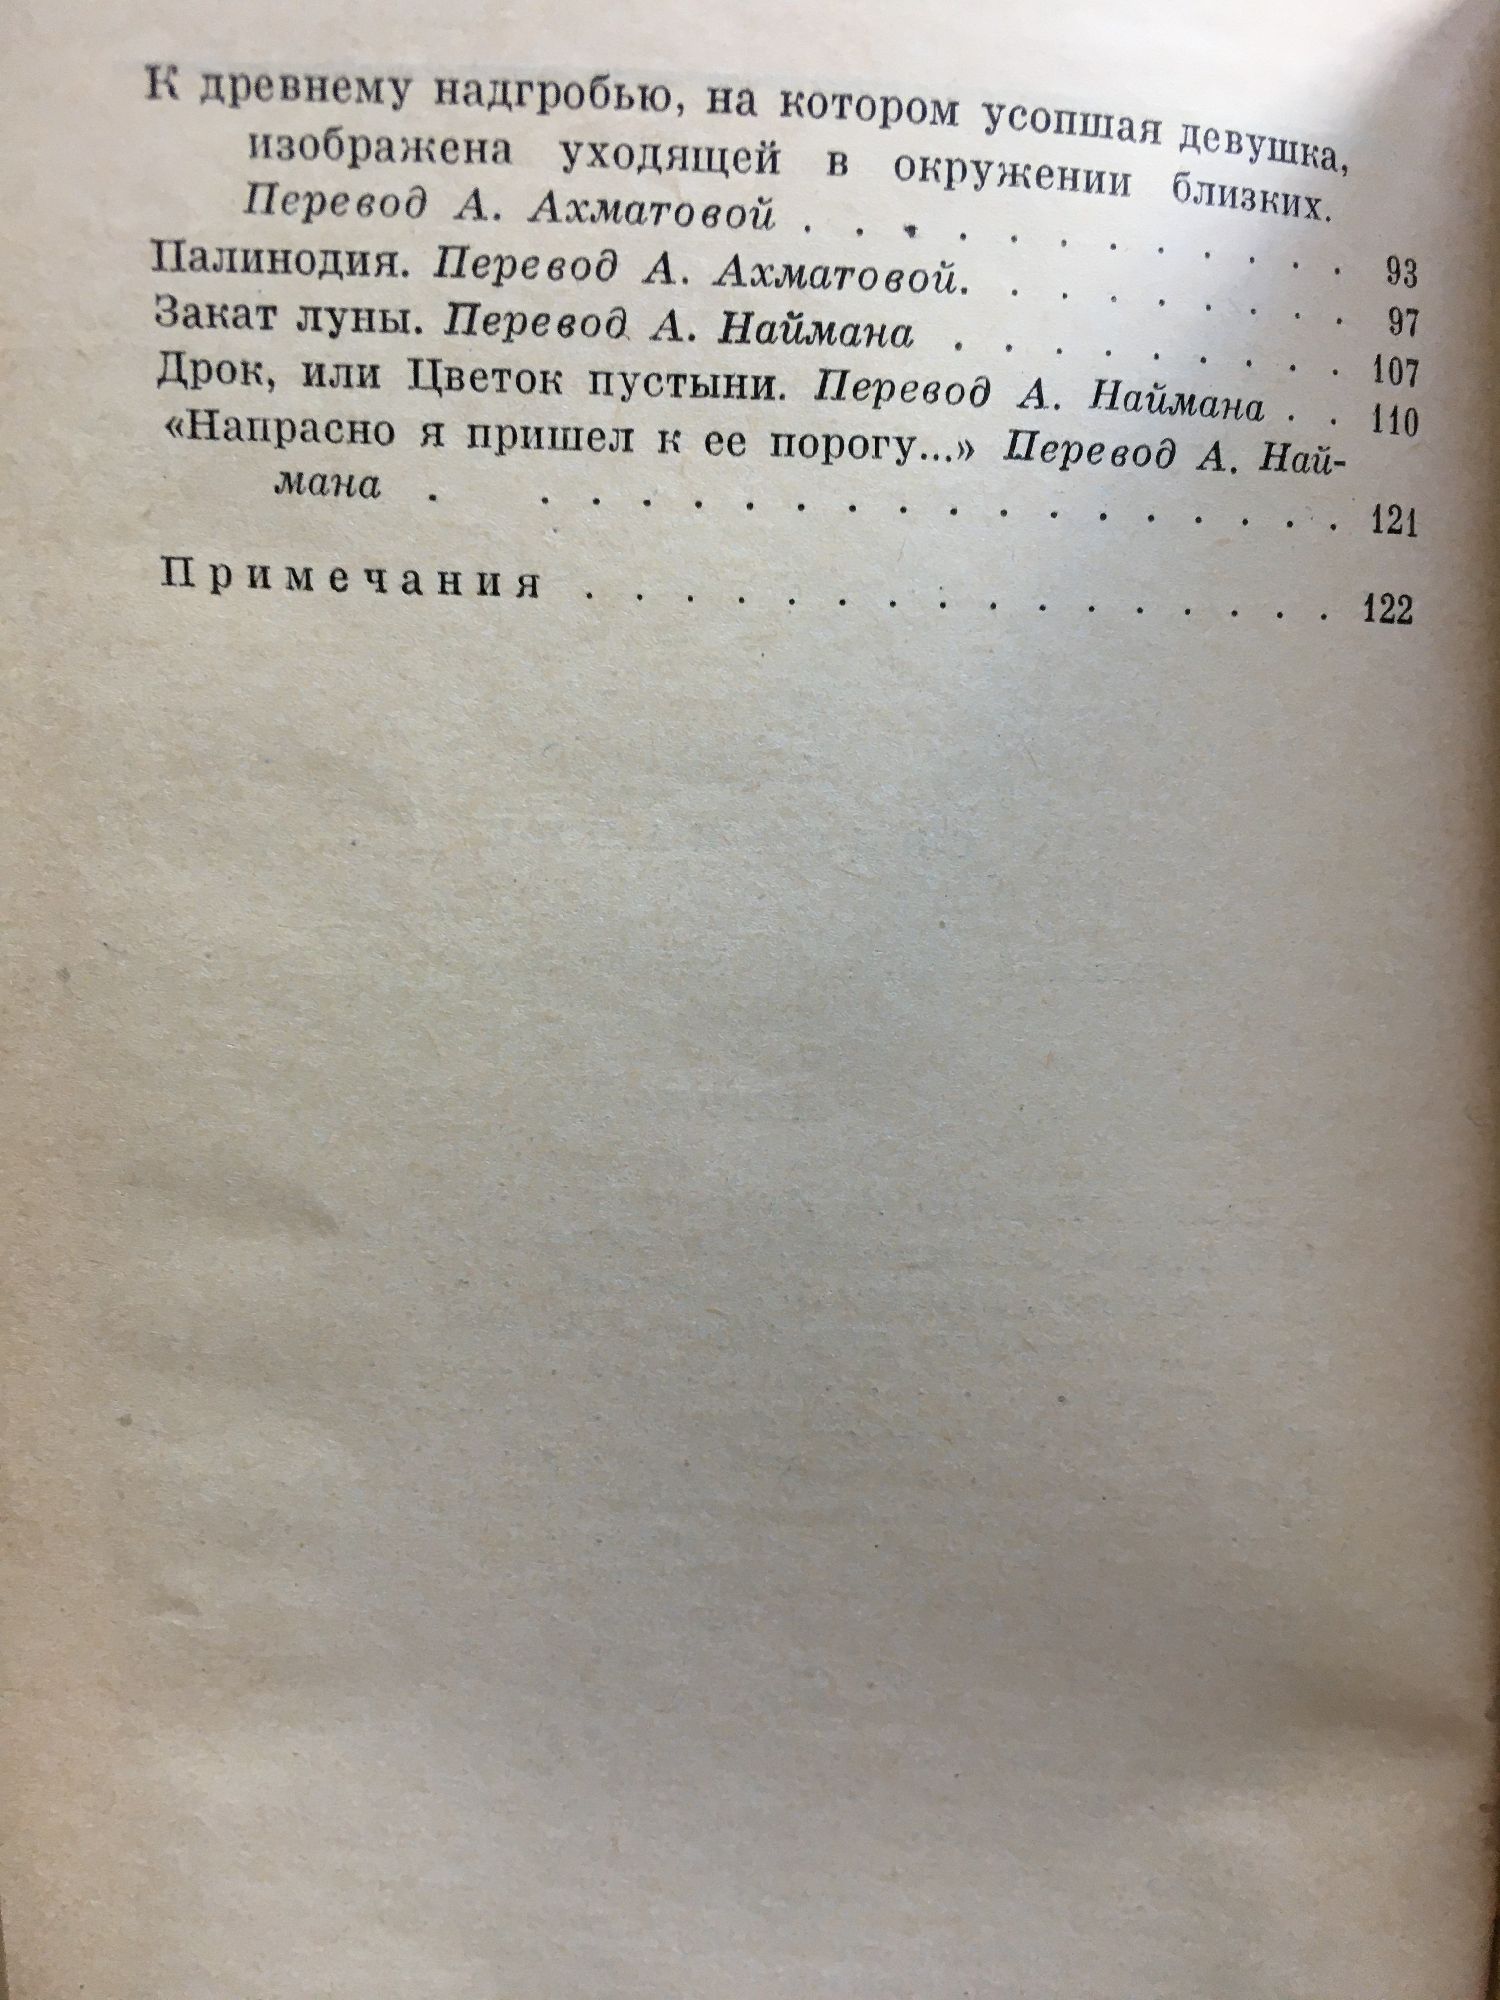 К древнему надгробью, на котором усопшая девушка,
изображена уходящей в окружении близких.
Перевод А. Ахматовой . . . . . . . . . . . 93
Палинодия. Перевод А. Ахматовой. . . . . . . . . 97
Закат луны. Перевод А. Наймана . . . . . . . . 107
Дрок, или Цветок пустыни. Перевод А. Наймана . . 110
«Напрасно я пришел к ее порогу...» Перевод А. Най-
мана . . . . . . . . . . . . . . . . . . 121
Примечания . . . . . . . . . . . . . . . 122